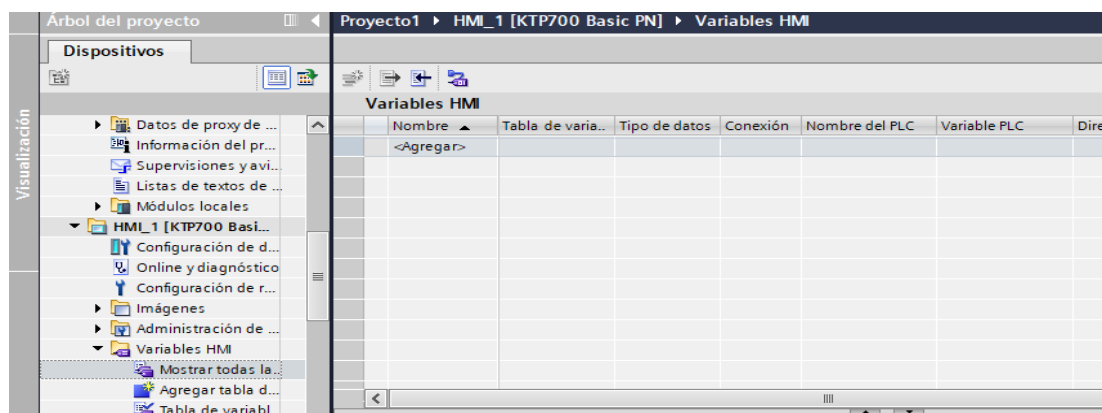 Árbol del proyecto
Proyecto1 ▸ HMI_1 [KTP700 Basic PN] ▸ Variables HMI
Dispositivos
Visualización
Variables HMI
Nombre Tabla de varia.. Tipo de datos Conexión Nombre del PLC Variable PLC Dire
<Agregar>
Datos de proxy de ...
Información del pr...
Supervisiones y avi...
Listas de textos de ...
Módulos locales
HMI_1 [KTP700 Basi...
Configuración de d...
Online y diagnóstico
Configuración de r...
Imágenes
Administración de ...
Variables HMI
Mostrar todas la...
Agregar tabla d...
Tabla de variabl...